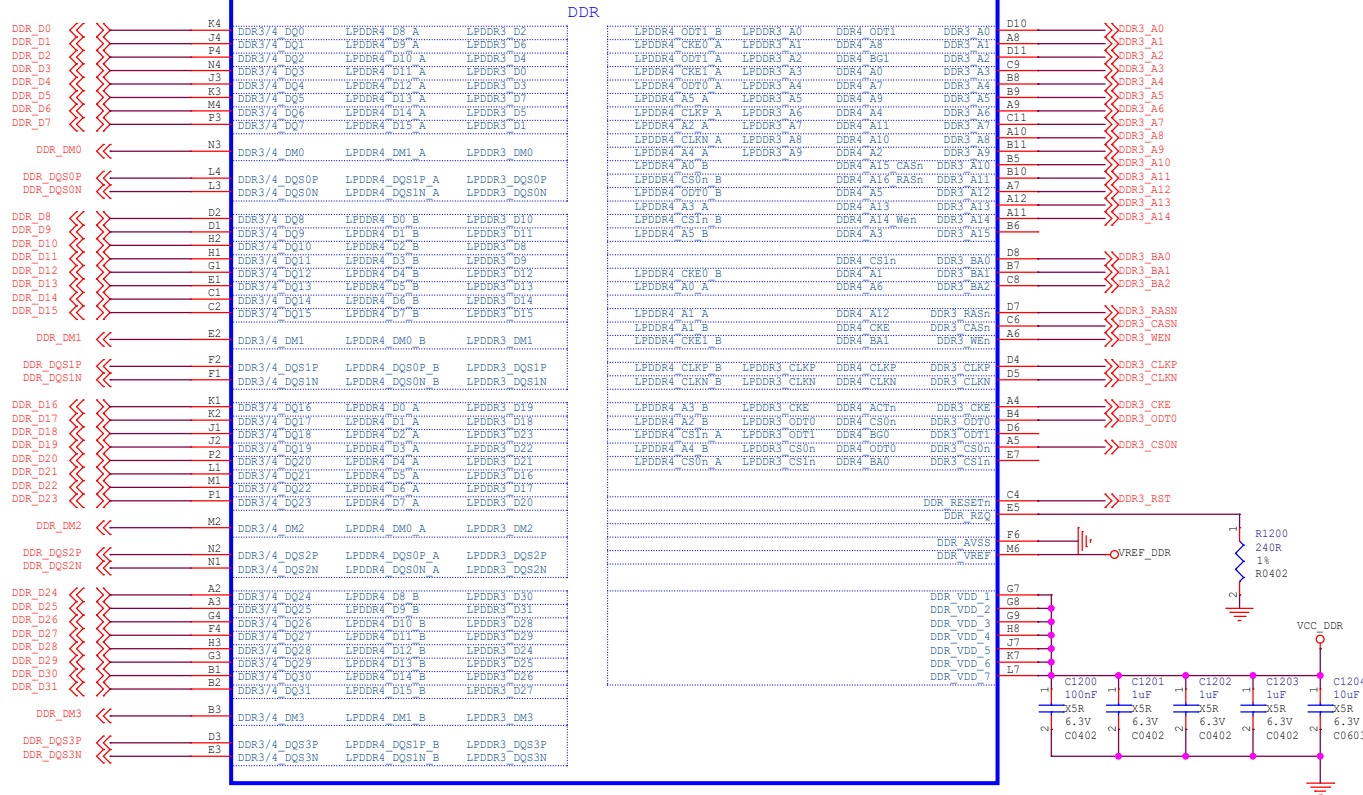 DDR
DDR_D0 K4 DDR3/4_DQ0 LPDDR4_D8_A LPDDR3_D2
DDR_D1 J4 DDR3/4_DQ1 LPDDR4_D9_A LPDDR3_D6
DDR_D2 P4 DDR3/4_DQ2 LPDDR4_D10_A LPDDR3_D4
DDR_D3 N4 DDR3/4_DQ3 LPDDR4_D11_A LPDDR3_D0
DDR_D4 J3 DDR3/4_DQ4 LPDDR4_D12_A LPDDR3_D3
DDR_D5 K3 DDR3/4_DQ5 LPDDR4_D13_A LPDDR3_D7
DDR_D6 M4 DDR3/4_DQ6 LPDDR4_D14_A LPDDR3_D5
DDR_D7 P3 DDR3/4_DQ7 LPDDR4_D15_A LPDDR3_D1
DDR_DM0 N3 DDR3/4_DM0 LPDDR4_DM1_A LPDDR3_DM0
DDR_DQS0P L4 DDR3/4_DQS0P LPDDR4_DQS1P_A LPDDR3_DQS0P
DDR_DQS0N L3 DDR3/4_DQS0N LPDDR4_DQS1N_A LPDDR3_DQS0N
DDR_D8 D2 DDR3/4_DQ8 LPDDR4_D0_B LPDDR3_D10
DDR_D9 D1 DDR3/4_DQ9 LPDDR4_D1_B LPDDR3_D11
DDR_D10 H2 DDR3/4_DQ10 LPDDR4_D2_B LPDDR3_D8
DDR_D11 H1 DDR3/4_DQ11 LPDDR4_D3_B LPDDR3_D9
DDR_D12 G1 DDR3/4_DQ12 LPDDR4_D4_B LPDDR3_D12
DDR_D13 E1 DDR3/4_DQ13 LPDDR4_D5_B LPDDR3_D13
DDR_D14 C1 DDR3/4_DQ14 LPDDR4_D6_B LPDDR3_D14
DDR_D15 C2 DDR3/4_DQ15 LPDDR4_D7_B LPDDR3_D15
DDR_DM1 E2 DDR3/4_DM1 LPDDR4_DM0_B LPDDR3_DM1
DDR_DQS1P F2 DDR3/4_DQS1P LPDDR4_DQS0P_B LPDDR3_DQS1P
DDR_DQS1N F1 DDR3/4_DQS1N LPDDR4_DQS0N_B LPDDR3_DQS1N
DDR_D16 K1 DDR3/4_DQ16 LPDDR4_D0_A LPDDR3_D19
DDR_D17 K2 DDR3/4_DQ17 LPDDR4_D1_A LPDDR3_D18
DDR_D18 J1 DDR3/4_DQ18 LPDDR4_D2_A LPDDR3_D23
DDR_D19 J2 DDR3/4_DQ19 LPDDR4_D3_A LPDDR3_D22
DDR_D20 P2 DDR3/4_DQ20 LPDDR4_D4_A LPDDR3_D21
DDR_D21 L1 DDR3/4_DQ21 LPDDR4_D5_A LPDDR3_D16
DDR_D22 M1 DDR3/4_DQ22 LPDDR4_D6_A LPDDR3_D17
DDR_D23 P1 DDR3/4_DQ23 LPDDR4_D7_A LPDDR3_D20
DDR_DM2 M2 DDR3/4_DM2 LPDDR4_DM0_A LPDDR3_DM2
DDR_DQS2P N2 DDR3/4_DQS2P LPDDR4_DQS0P_A LPDDR3_DQS2P
DDR_DQS2N N1 DDR3/4_DQS2N LPDDR4_DQS0N_A LPDDR3_DQS2N
DDR_D24 A2 DDR3/4_DQ24 LPDDR4_D8_B LPDDR3_D30
DDR_D25 A3 DDR3/4_DQ25 LPDDR4_D9_B LPDDR3_D31
DDR_D26 G4 DDR3/4_DQ26 LPDDR4_D10_B LPDDR3_D28
DDR_D27 F4 DDR3/4_DQ27 LPDDR4_D11_B LPDDR3_D29
DDR_D28 H3 DDR3/4_DQ28 LPDDR4_D12_B LPDDR3_D24
DDR_D29 G3 DDR3/4_DQ29 LPDDR4_D13_B LPDDR3_D25
DDR_D30 B1 DDR3/4_DQ30 LPDDR4_D14_B LPDDR3_D26
DDR_D31 B2 DDR3/4_DQ31 LPDDR4_D15_B LPDDR3_D27
DDR_DM3 B3 DDR3/4_DM3 LPDDR4_DM1_B LPDDR3_DM3
DDR_DQS3P D3 DDR3/4_DQS3P LPDDR4_DQS1P_B LPDDR3_DQS3P
DDR_DQS3N E3 DDR3/4_DQS3N LPDDR4_DQS1N_B LPDDR3_DQS3N
LPDDR4_ODT1_B LPDDR3_A0 DDR4_ODT1 DDR3_A0 D10 DDR3_A0
LPDDR4_CKE0_A LPDDR3_A1 DDR4_A8 DDR3_A1 A8 DDR3_A1
LPDDR4_ODT1_A LPDDR3_A2 DDR4_BG1 DDR3_A2 D11 DDR3_A2
LPDDR4_CKE1_A LPDDR3_A3 DDR4_A0 DDR3_A3 C9 DDR3_A3
LPDDR4_ODT0_A LPDDR3_A4 DDR4_A7 DDR3_A4 B8 DDR3_A4
LPDDR4_A5_A LPDDR3_A5 DDR4_A9 DDR3_A5 B9 DDR3_A5
LPDDR4_CLKP_A LPDDR3_A6 DDR4_A4 DDR3_A6 A9 DDR3_A6
LPDDR4_A2_A LPDDR3_A7 DDR4_A11 DDR3_A7 C11 DDR3_A7
LPDDR4_CLKN_A LPDDR3_A8 DDR4_A10 DDR3_A8 A10 DDR3_A8
LPDDR4_A4_A LPDDR3_A9 DDR4_A2 DDR3_A9 B11 DDR3_A9
LPDDR4_A0_B DDR4_A15_CASn DDR3_A10 B5 DDR3_A10
LPDDR4_CS0n_B DDR4_A16_RASn DDR3_A11 B10 DDR3_A11
LPDDR4_ODT0_B DDR4_A5 DDR3_A12 A7 DDR3_A12
LPDDR4_A3_A DDR4_A13 DDR3_A13 A12 DDR3_A13
LPDDR4_CS1n_B DDR4_A14_Wen DDR3_A14 A11 DDR3_A14
LPDDR4_A5_B DDR4_A3 DDR3_A15 B6
DDR4_CS1n DDR3_BA0 D8 DDR3_BA0
LPDDR4_CKE0_B DDR4_A1 DDR3_BA1 B7 DDR3_BA1
LPDDR4_A0_A DDR4_A6 DDR3_BA2 C8 DDR3_BA2
LPDDR4_A1_A DDR4_A12 DDR3_RASn D7 DDR3_RASN
LPDDR4_A1_B DDR4_CKE DDR3_CASn C6 DDR3_CASN
LPDDR4_CKE1_B DDR4_BA1 DDR3_WEn A6 DDR3_WEN
LPDDR4_CLKP_B LPDDR3_CLKP DDR4_CLKP DDR3_CLKP D4 DDR3_CLKP
LPDDR4_CLKN_B LPDDR3_CLKN DDR4_CLKN DDR3_CLKN D5 DDR3_CLKN
LPDDR4_A3_B LPDDR3_CKE DDR4_ACTn DDR3_CKE A4 DDR3_CKE
LPDDR4_A2_B LPDDR3_ODT0 DDR4_CS0n DDR3_ODT0 B4 DDR3_ODT0
LPDDR4_CS1n_A LPDDR3_ODT1 DDR4_BG0 DDR3_ODT1 D6
LPDDR4_A4_B LPDDR3_CS0n DDR4_ODT0 DDR3_CS0n A5 DDR3_CS0N
LPDDR4_CS0n_A LPDDR3_CS1n DDR4_BA0 DDR3_CS1n E7
DDR_RESETn C4 DDR3_RST
DDR_RZQ E5
DDR_AVSS F6
DDR_VREF M6 VREF_DDR
1 R1200
240R
1%
2 R0402
DDR_VDD_1 G7
DDR_VDD_2 G8
DDR_VDD_3 G9
DDR_VDD_4 H8
DDR_VDD_5 J7
DDR_VDD_6 K7
DDR_VDD_7 L7
VCC_DDR
1 C1200 1 C1201 1 C1202 1 C1203 1 C1204
100nF 1uF 1uF 1uF 10uF
X5R X5R X5R X5R X5R
6.3V 6.3V 6.3V 6.3V 6.3V
2 C0402 2 C0402 2 C0402 2 C0402 2 C0603